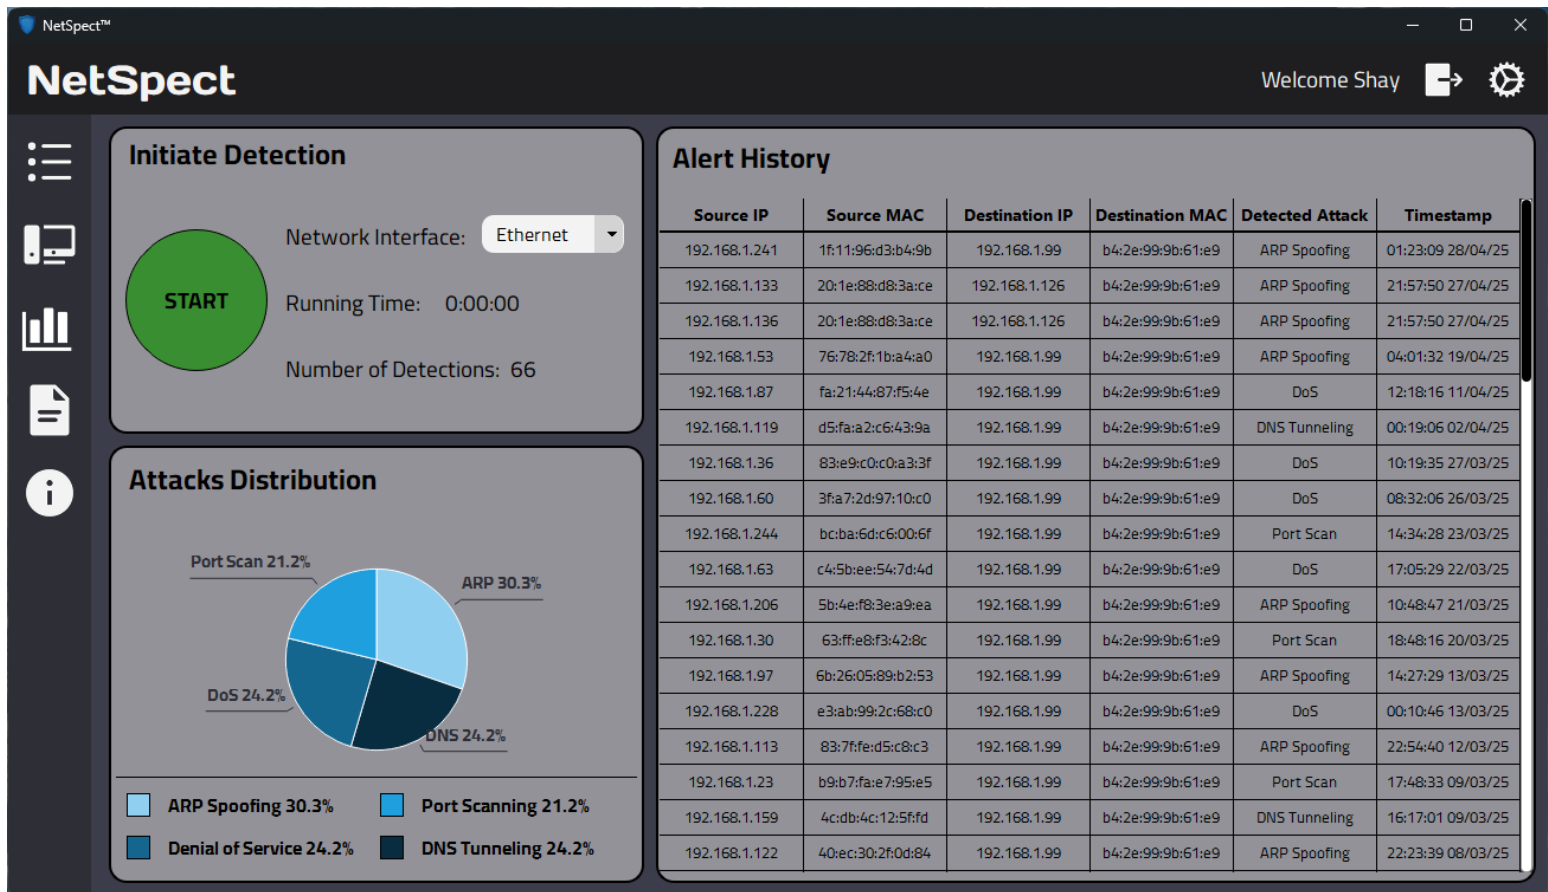 NetSpect™
NetSpect
Welcome Shay
Initiate Detection
Network Interface: Ethernet
START
Running Time: 0:00:00
Number of Detections: 66
Attacks Distribution
Port Scan 21.2%
ARP 30.3%
DoS 24.2%
DNS 24.2%
ARP Spoofing 30.3%
Port Scanning 21.2%
Denial of Service 24.2%
DNS Tunneling 24.2%
Alert History
Source IP Source MAC Destination IP Destination MAC Detected Attack Timestamp
192.168.1.241 1f:11:96:d3:b4:9b 192.168.1.99 b4:2e:99:9b:61:e9 ARP Spoofing 01:23:09 28/04/25
192.168.1.133 20:1e:88:d8:3a:ce 192.168.1.126 b4:2e:99:9b:61:e9 ARP Spoofing 21:57:50 27/04/25
192.168.1.136 20:1e:88:d8:3a:ce 192.168.1.126 b4:2e:99:9b:61:e9 ARP Spoofing 21:57:50 27/04/25
192.168.1.53 76:78:2f:1b:a4:a0 192.168.1.99 b4:2e:99:9b:61:e9 ARP Spoofing 04:01:32 19/04/25
192.168.1.87 fa:21:44:87:f5:4e 192.168.1.99 b4:2e:99:9b:61:e9 DoS 12:18:16 11/04/25
192.168.1.119 d5:fa:a2:c6:43:9a 192.168.1.99 b4:2e:99:9b:61:e9 DNS Tunneling 00:19:06 02/04/25
192.168.1.36 83:e9:c0:c0:a3:3f 192.168.1.99 b4:2e:99:9b:61:e9 DoS 10:19:35 27/03/25
192.168.1.60 3f:a7:2d:97:10:c0 192.168.1.99 b4:2e:99:9b:61:e9 DoS 08:32:06 26/03/25
192.168.1.244 bc:ba:6d:c6:00:6f 192.168.1.99 b4:2e:99:9b:61:e9 Port Scan 14:34:28 23/03/25
192.168.1.63 c4:5b:ee:54:7d:4d 192.168.1.99 b4:2e:99:9b:61:e9 DoS 17:05:29 22/03/25
192.168.1.206 5b:4e:f8:3e:a9:ea 192.168.1.99 b4:2e:99:9b:61:e9 ARP Spoofing 10:48:47 21/03/25
192.168.1.30 63:ff:e8:f3:42:8c 192.168.1.99 b4:2e:99:9b:61:e9 Port Scan 18:48:16 20/03/25
192.168.1.97 6b:26:05:89:b2:53 192.168.1.99 b4:2e:99:9b:61:e9 ARP Spoofing 14:27:29 13/03/25
192.168.1.228 e3:ab:99:2c:68:c0 192.168.1.99 b4:2e:99:9b:61:e9 DoS 00:10:46 13/03/25
192.168.1.113 83:7f:fe:d5:c8:c3 192.168.1.99 b4:2e:99:9b:61:e9 ARP Spoofing 22:54:40 12/03/25
192.168.1.23 b9:b7:fa:e7:95:e5 192.168.1.99 b4:2e:99:9b:61:e9 Port Scan 17:48:33 09/03/25
192.168.1.159 4c:db:4c:12:5f:fd 192.168.1.99 b4:2e:99:9b:61:e9 DNS Tunneling 16:17:01 09/03/25
192.168.1.122 40:ec:30:2f:0d:84 192.168.1.99 b4:2e:99:9b:61:e9 ARP Spoofing 22:23:39 08/03/25